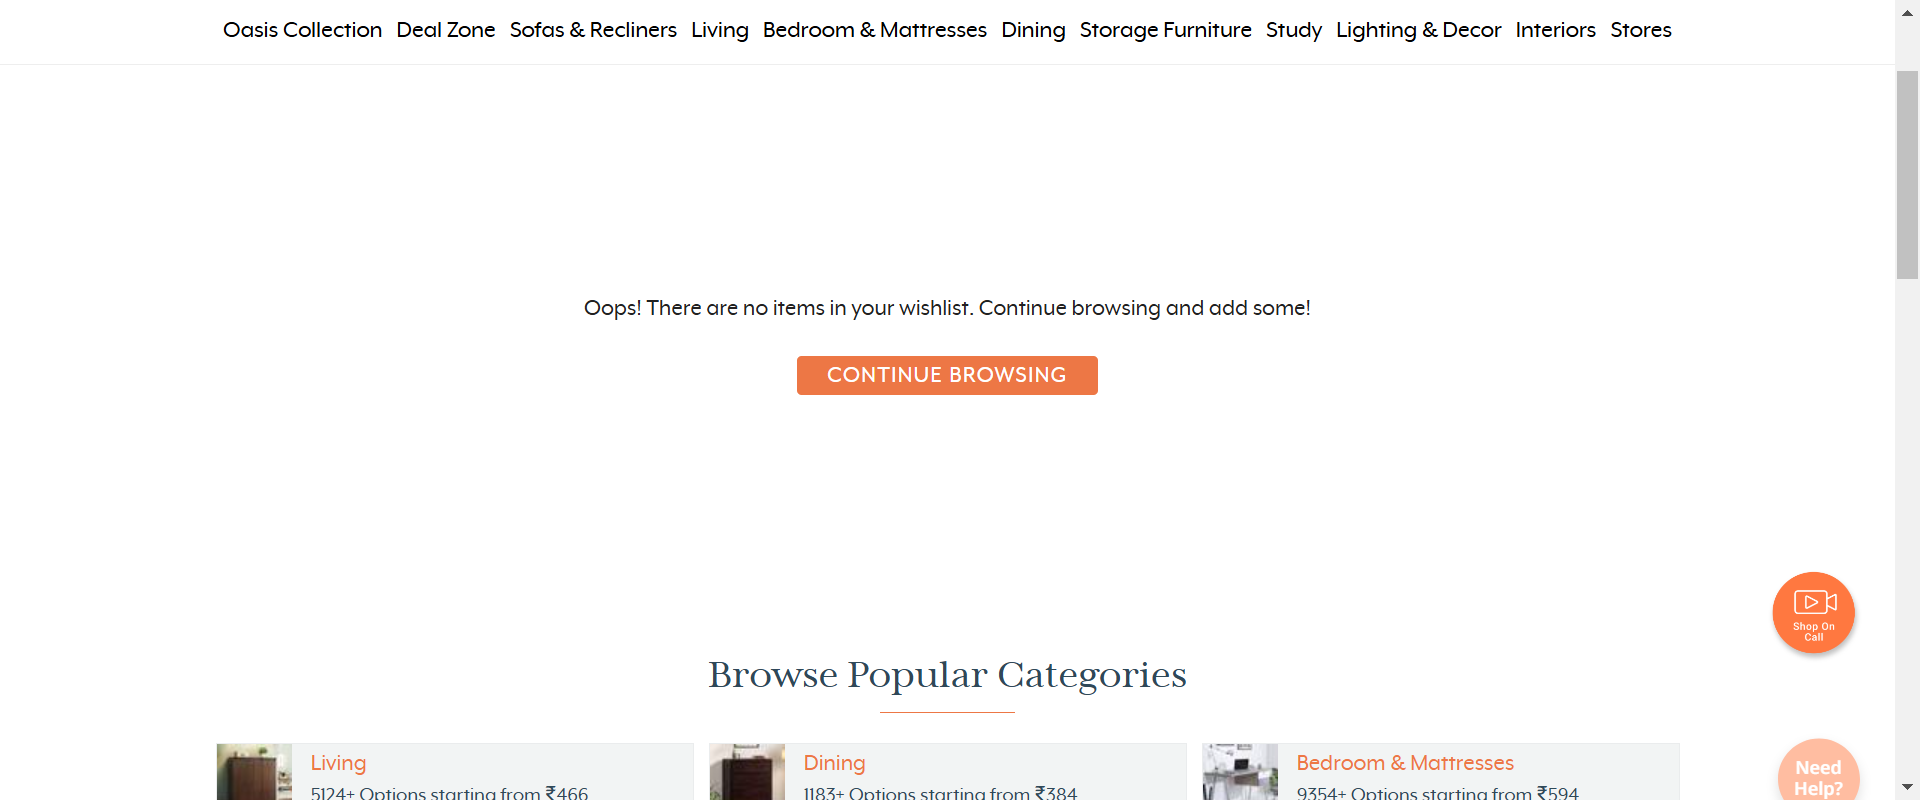 Oasis Collection Deal Zone Sofas & Recliners Living Bedroom & Mattresses Dining Storage Furniture Study Lighting & Decor Interiors Stores
Oops! There are no items in your wishlist. Continue browsing and add some!
CONTINUE BROWSING
Shop On
Call
Browse Popular Categories
Living
5124+ Options starting from ₹466
Dining
1183+ Options starting from ₹384
Bedroom & Mattresses
9354+ Options starting from ₹594
Need
Help?